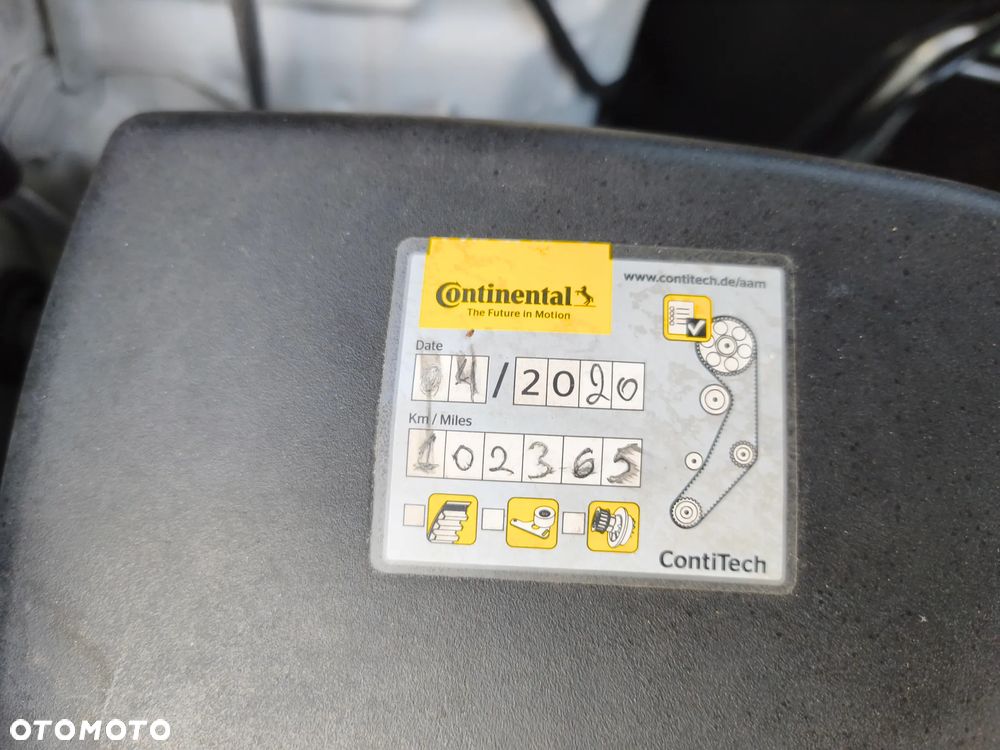 www.contitech.de/aam
Continental
The Future in Motion
Date
04/2020
Km / Miles
102365
ContiTech
OTOMOTO